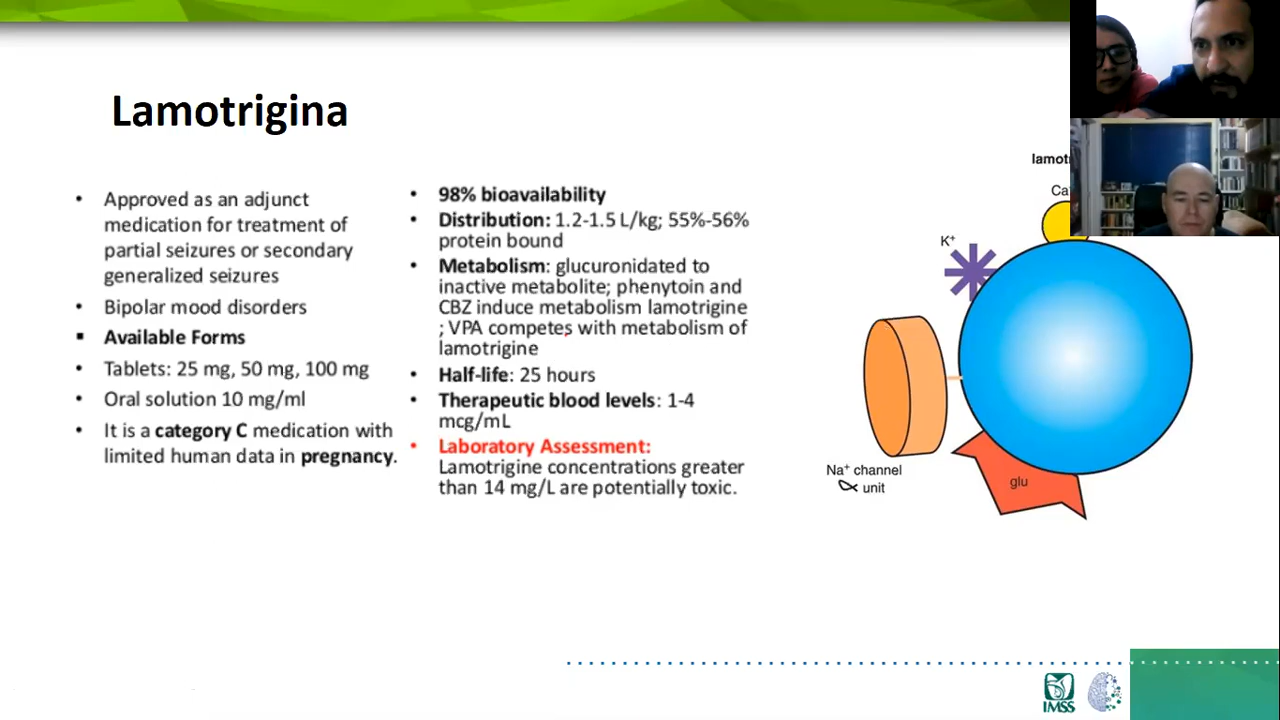 Lamotrigina
Approved as an adjunct
medication for treatment of
partial seizures or secondary
generalized seizures
Bipolar mood disorders
Available Forms
Tablets: 25 mg, 50 mg, 100 mg
Oral solution 10 mg/ml
It is a category C medication with
limited human data in pregnancy.
98% bioavailability
Distribution: 1.2-1.5 L/kg; 55%-56%
protein bound
Metabolism: glucuronidated to
inactive metabolite; phenytoin and
CBZ induce metabolism lamotrigine
; VPA competes with metabolism of
lamotrigine
Half-life: 25 hours
Therapeutic blood levels: 1-4
mcg/mL
Laboratory Assessment:
Lamotrigine concentrations greater
than 14 mg/L are potentially toxic.
lamot
Ca
K⁺
Na⁺ channel
α unit
glu
IMSS